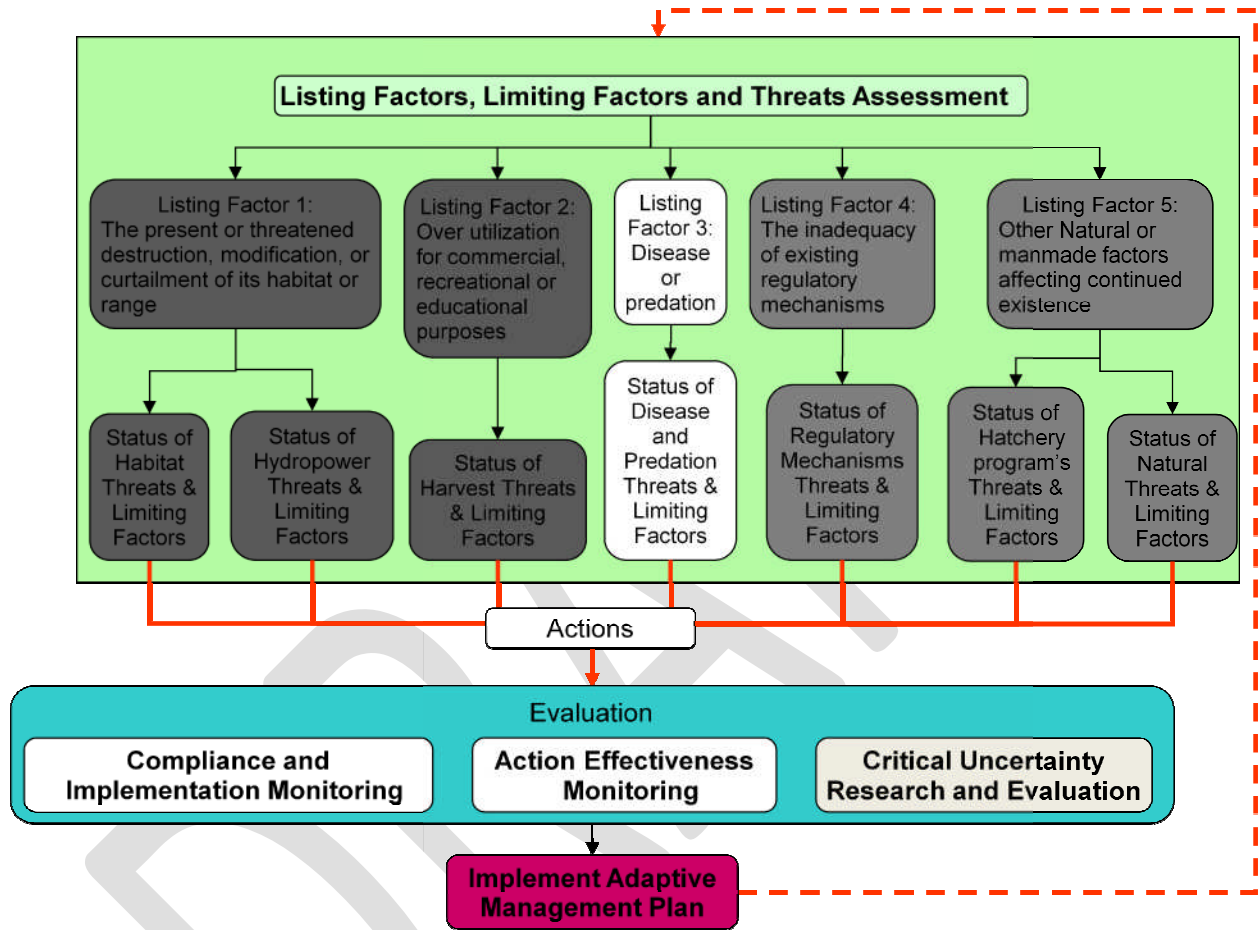 Listing Factors, Limiting Factors and Threats Assessment
Listing Factor 1:
The present or threatened
destruction, modification, or
curtailment of its habitat or
range
Listing Factor 2:
Over utilization
for commercial,
recreational or
educational
purposes
Listing
Factor 3:
Disease
or
predation
Listing Factor 4:
The inadequacy
of existing
regulatory
mechanisms
Listing Factor 5:
Other Natural or
manmade factors
affecting continued
existence
Status of
Habitat
Threats &
Limiting
Factors
Status of
Hydropower
Threats &
Limiting
Factors
Status of
Harvest Threats
& Limiting
Factors
Status of
Disease
and
Predation
Threats &
Limiting
Factors
Status of
Regulatory
Mechanisms
Threats &
Limiting
Factors
Status of
Hatchery
program's
Threats &
Limiting
Factors
Status of
Natural
Threats &
Limiting
Factors
Actions
Evaluation
Compliance and
Implementation Monitoring
Action Effectiveness
Monitoring
Critical Uncertainty
Research and Evaluation
Implement Adaptive
Management Plan